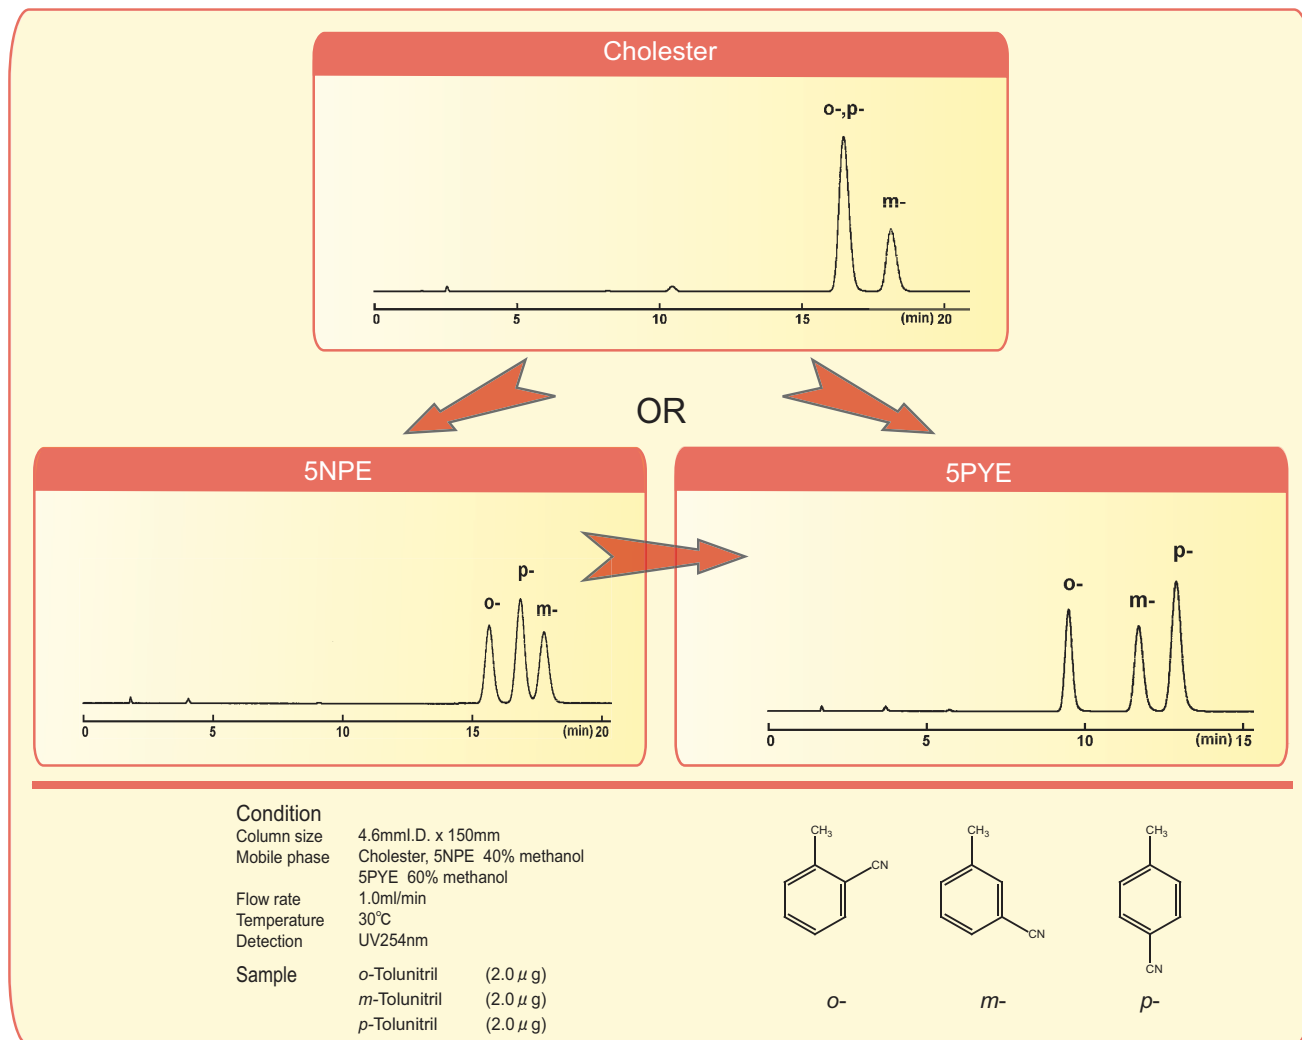 Cholester
o-,p-
m-
0 5 10 15 (min) 20
OR
5NPE
o-
p-
m-
0 5 10 15 (min) 20
5PYE
o-
m-
p-
0 5 10 (min) 15
Condition
Column size 4.6mmI.D. x 150mm
Mobile phase Cholester, 5NPE 40% methanol
5PYE 60% methanol
Flow rate 1.0ml/min
Temperature 30℃
Detection UV254nm
Sample o-Tolunitril (2.0 μ g)
m-Tolunitril (2.0 μ g)
p-Tolunitril (2.0 μ g)
CH₃
CN
o-
CH₃
CN
m-
CH₃
CN
p-